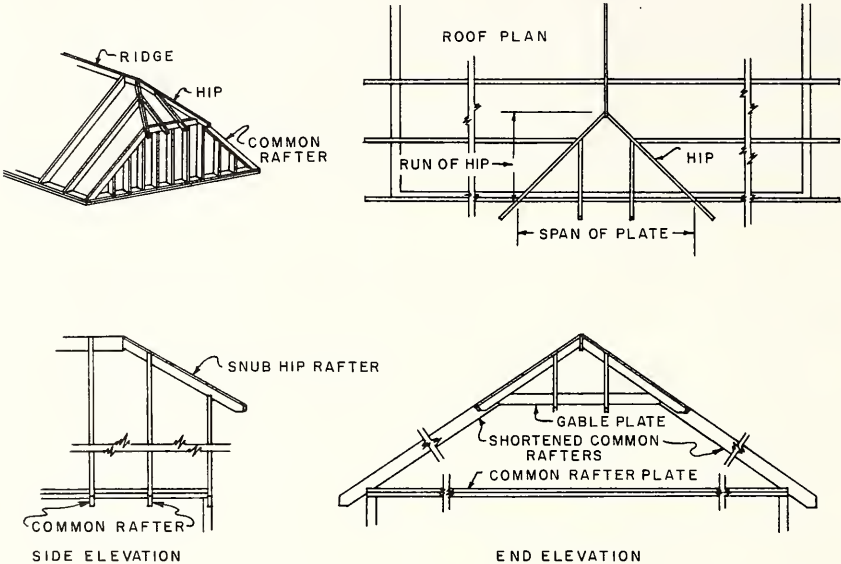 RIDGE
HIP
COMMON
RAFTER
ROOF PLAN
RUN OF HIP
HIP
SPAN OF PLATE
SNUB HIP RAFTER
COMMON RAFTER
SIDE ELEVATION
GABLE PLATE
SHORTENED COMMON
RAFTERS
COMMON RAFTER PLATE
END ELEVATION